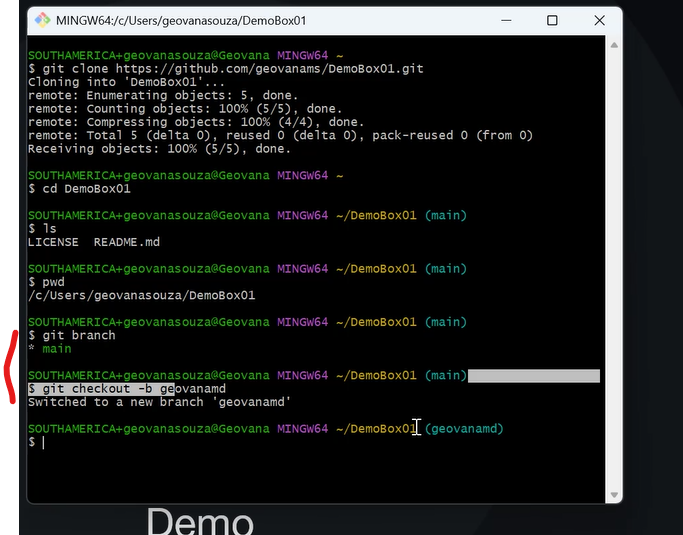 MINGW64:/c/Users/geovanasouza/DemoBox01
SOUTHAMERICA+geovanasouza@Geovana MINGW64 ~
$ git clone https://github.com/geovanams/DemoBox01.git
Cloning into 'DemoBox01'...
remote: Enumerating objects: 5, done.
remote: Counting objects: 100% (5/5), done.
remote: Compressing objects: 100% (4/4), done.
remote: Total 5 (delta 0), reused 0 (delta 0), pack-reused 0 (from 0)
Receiving objects: 100% (5/5), done.
SOUTHAMERICA+geovanasouza@Geovana MINGW64 ~
$ cd DemoBox01
SOUTHAMERICA+geovanasouza@Geovana MINGW64 ~/DemoBox01 (main)
$ ls
LICENSE  README.md
SOUTHAMERICA+geovanasouza@Geovana MINGW64 ~/DemoBox01 (main)
$ pwd
/c/Users/geovanasouza/DemoBox01
SOUTHAMERICA+geovanasouza@Geovana MINGW64 ~/DemoBox01 (main)
$ git branch
* main
SOUTHAMERICA+geovanasouza@Geovana MINGW64 ~/DemoBox01 (main)
$ git checkout -b geovanamd
Switched to a new branch 'geovanamd'
SOUTHAMERICA+geovanasouza@Geovana MINGW64 ~/DemoBox01 (geovanamd)
$
Demo